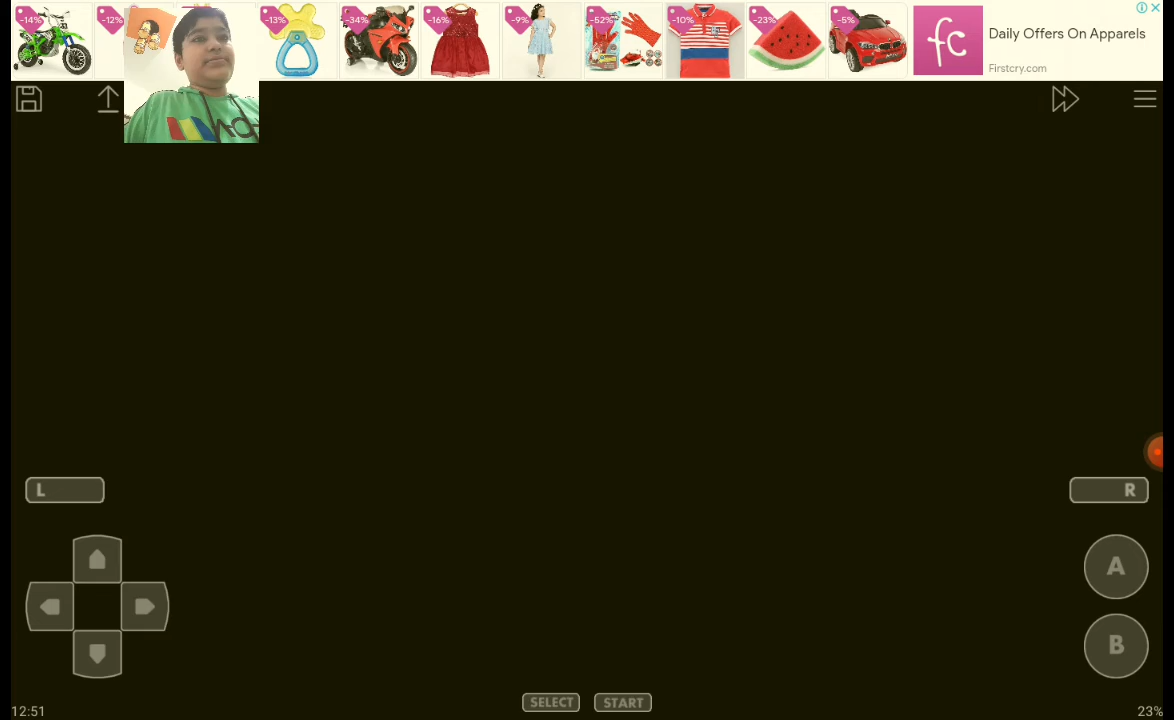 -14%
-12%
-13%
-34%
-16%
-9%
-52%
-10%
-23%
-5%
fc
Daily Offers On Apparels
Firstcry.com
L
R
A
B
SELECT
START
12:51
23%